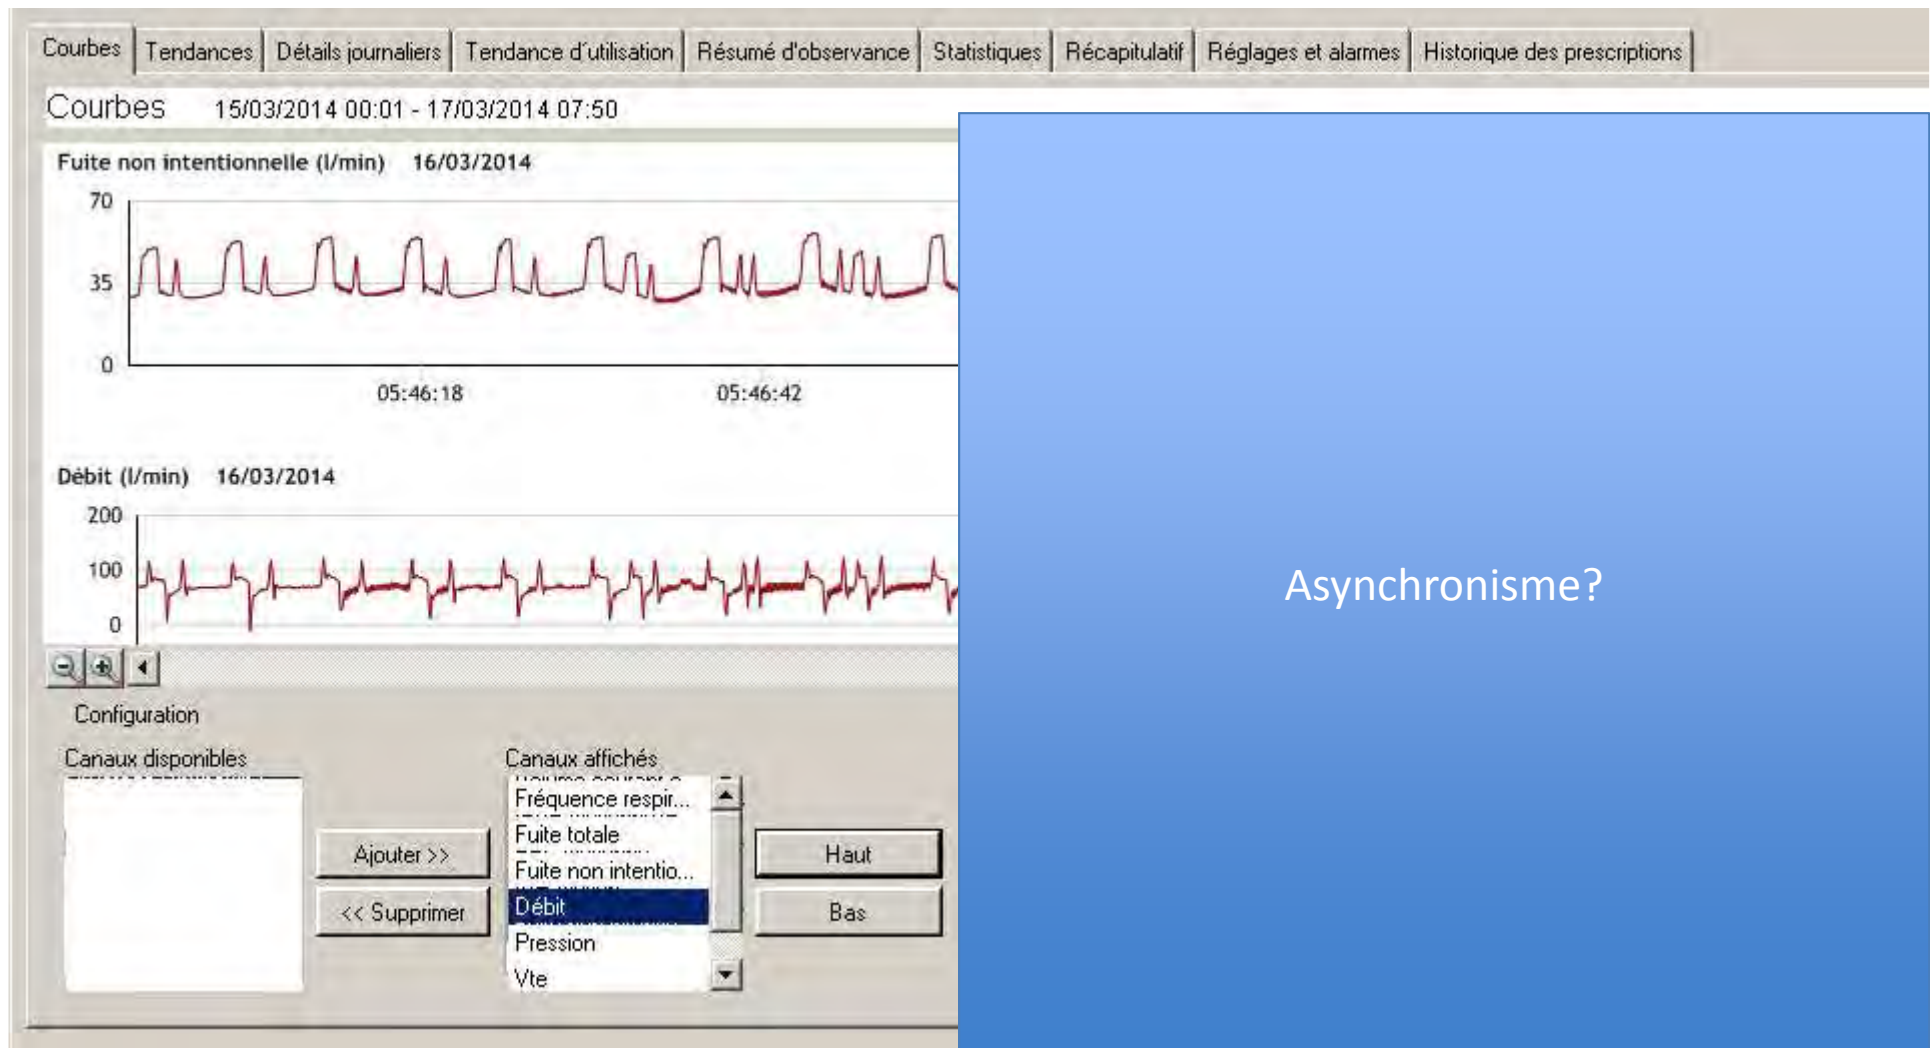 Courbes Tendances Détails journaliers Tendance d'utilisation Résumé d'observance Statistiques Récapitulatif Réglages et alarmes Historique des prescriptions
Courbes 15/03/2014 00:01 - 17/03/2014 07:50
Fuite non intentionnelle (l/min) 16/03/2014
70
35
0
05:46:18 05:46:42
Débit (l/min) 16/03/2014
200
100
0
Asynchronisme?
Configuration
Canaux disponibles Canaux affichés
Fréquence respir...
Fuite totale
Fuite non intentio...
Débit
Pression
Vte
Ajouter >>
<< Supprimer
Haut
Bas